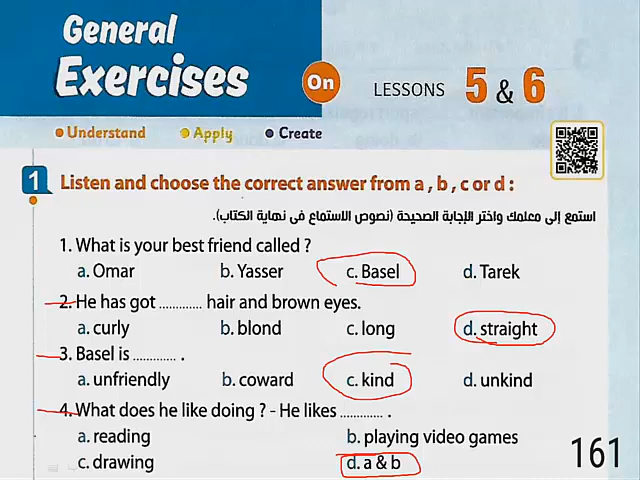 General
Exercises
On
LESSONS 5 & 6
Understand Apply Create
1 Listen and choose the correct answer from a , b , c or d :
استمع إلى معلمك واختر الإجابة الصحيحة (نصوص الاستماع فى نهاية الكتاب).
1. What is your best friend called ?
a. Omar b. Yasser c. Basel d. Tarek
2. He has got ............ hair and brown eyes.
a. curly b. blond c. long d. straight
3. Basel is ............ .
a. unfriendly b. coward c. kind d. unkind
4. What does he like doing ? - He likes ............ .
a. reading b. playing video games
c. drawing d. a & b
161